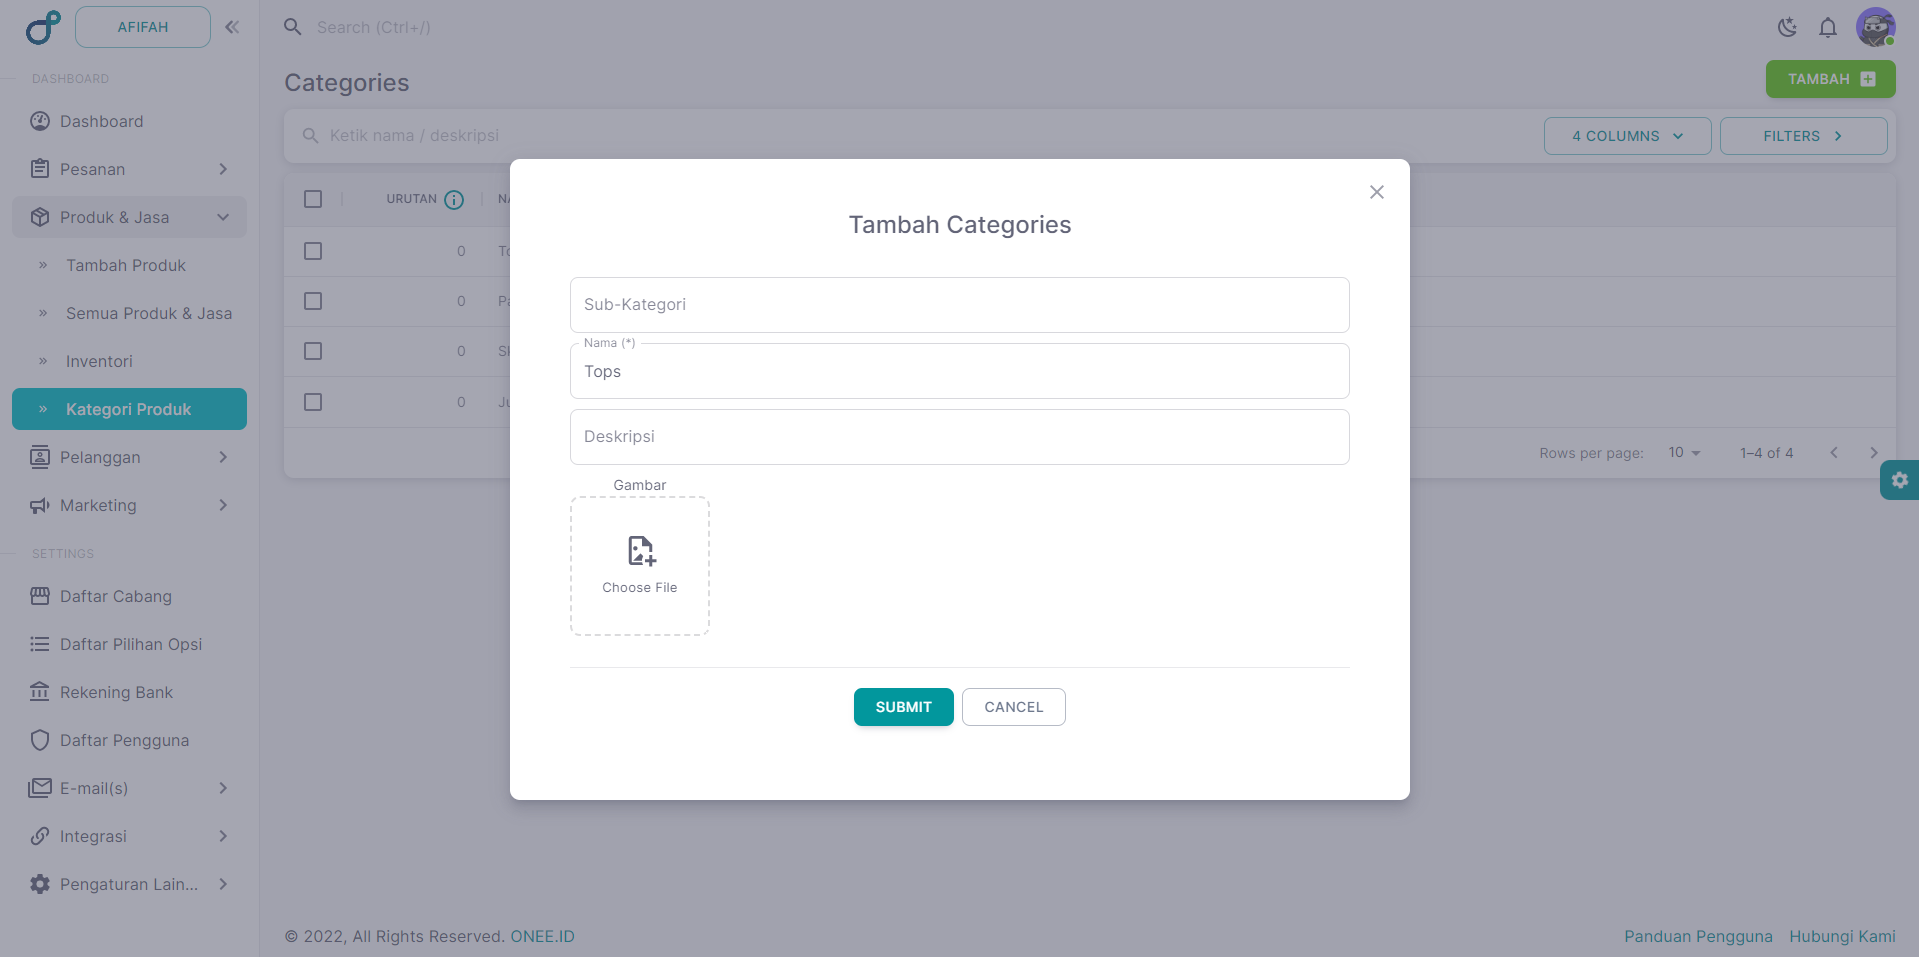 AFIFAH
Search (Ctrl+/)
DASHBOARD
Dashboard
Pesanan
Produk & Jasa
Tambah Produk
Semua Produk & Jasa
Inventori
Kategori Produk
Pelanggan
Marketing
SETTINGS
Daftar Cabang
Daftar Pilihan Opsi
Rekening Bank
Daftar Pengguna
E-mail(s)
Integrasi
Pengaturan Lain...
Categories
TAMBAH
Ketik nama / deskripsi
4 COLUMNS
FILTERS
URUTAN
0
0
0
0
Rows per page: 10 1–4 of 4
Tambah Categories
Sub-Kategori
Nama (*)
Tops
Deskripsi
Gambar
Choose File
SUBMIT
CANCEL
© 2022, All Rights Reserved. ONEE.ID
Panduan Pengguna Hubungi Kami